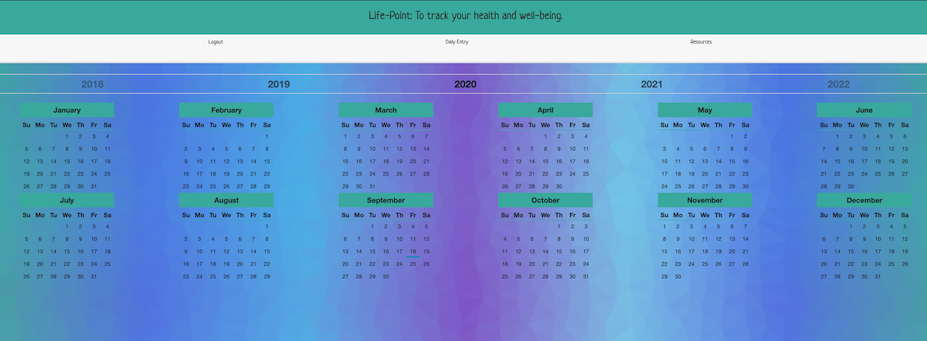 Life-Point: To track your health and well-being.
Logout Daily Entry Resources
2018 2019 2020 2021 2022
January February March April May June
Su Mo Tu We Th Fr Sa Su Mo Tu We Th Fr Sa Su Mo Tu We Th Fr Sa Su Mo Tu We Th Fr Sa Su Mo Tu We Th Fr Sa Su Mo Tu We Th Fr Sa
1 2 3 4 1 1 2 3 4 5 6 7 1 2 3 4 1 2 1 2 3 4 5 6
5 6 7 8 9 10 11 2 3 4 5 6 7 8 8 9 10 11 12 13 14 5 6 7 8 9 10 11 3 4 5 6 7 8 9 7 8 9 10 11 12 13
12 13 14 15 16 17 18 9 10 11 12 13 14 15 15 16 17 18 19 20 21 12 13 14 15 16 17 18 10 11 12 13 14 15 16 14 15 16 17 18 19 20
19 20 21 22 23 24 25 16 17 18 19 20 21 22 22 23 24 25 26 27 28 19 20 21 22 23 24 25 17 18 19 20 21 22 23 21 22 23 24 25 26 27
26 27 28 29 30 31 23 24 25 26 27 28 29 29 30 31 26 27 28 29 30 24 25 26 27 28 29 30 28 29 30
July August September October November December
Su Mo Tu We Th Fr Sa Su Mo Tu We Th Fr Sa Su Mo Tu We Th Fr Sa Su Mo Tu We Th Fr Sa Su Mo Tu We Th Fr Sa Su Mo Tu We Th Fr Sa
1 2 3 4 1 1 2 3 4 5 1 2 3 1 2 3 4 5 6 7 1 2 3 4 5
5 6 7 8 9 10 11 2 3 4 5 6 7 8 6 7 8 9 10 11 12 4 5 6 7 8 9 10 8 9 10 11 12 13 14 6 7 8 9 10 11 12
12 13 14 15 16 17 18 9 10 11 12 13 14 15 13 14 15 16 17 18 19 11 12 13 14 15 16 17 15 16 17 18 19 20 21 13 14 15 16 17 18 19
19 20 21 22 23 24 25 16 17 18 19 20 21 22 20 21 22 23 24 25 26 18 19 20 21 22 23 24 22 23 24 25 26 27 28 20 21 22 23 24 25 26
26 27 28 29 30 31 23 24 25 26 27 28 29 27 28 29 30 25 26 27 28 29 30 31 29 30 27 28 29 30 31